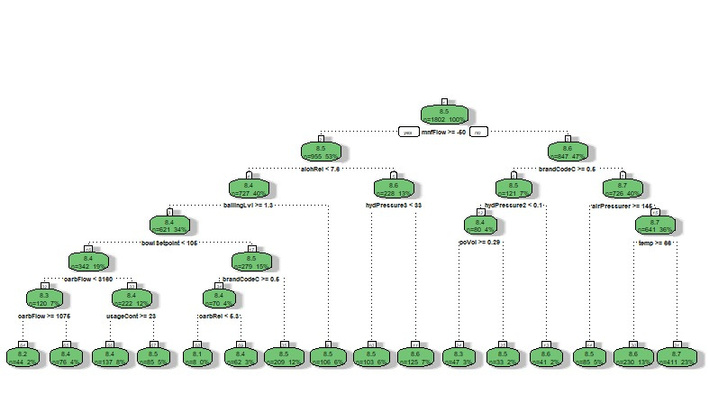 8.5
n=1802 100%
yes mnfFlow >= -50 no
8.5
n=955 53%
8.6
n=847 47%
alchRel < 7.6
brandCodeC >= 0.5
8.4
n=727 40%
8.6
n=228 13%
8.5
n=121 7%
8.7
n=726 40%
ballingLvl >= 1.3
hydPressure3 < 33
hydPressure2 < 0.1
airPressurer >= 145
8.4
n=621 34%
8.4
n=80 4%
8.7
n=641 36%
bowlSetpoint < 105
pcVol >= 0.29
temp >= 66
8.4
n=342 19%
8.5
n=279 15%
carbFlow < 3160
brandCodeC >= 0.5
8.3
n=120 7%
8.4
n=222 12%
8.4
n=70 4%
carbFlow >= 1075
usageCont >= 23
carbRel < 5.3
8.2
n=44 2%
8.4
n=76 4%
8.4
n=137 8%
8.5
n=85 5%
8.1
n=8 0%
8.4
n=62 3%
8.5
n=209 12%
8.5
n=106 6%
8.5
n=103 6%
8.6
n=125 7%
8.3
n=47 3%
8.5
n=33 2%
8.6
n=41 2%
8.5
n=85 5%
8.6
n=230 13%
8.7
n=411 23%